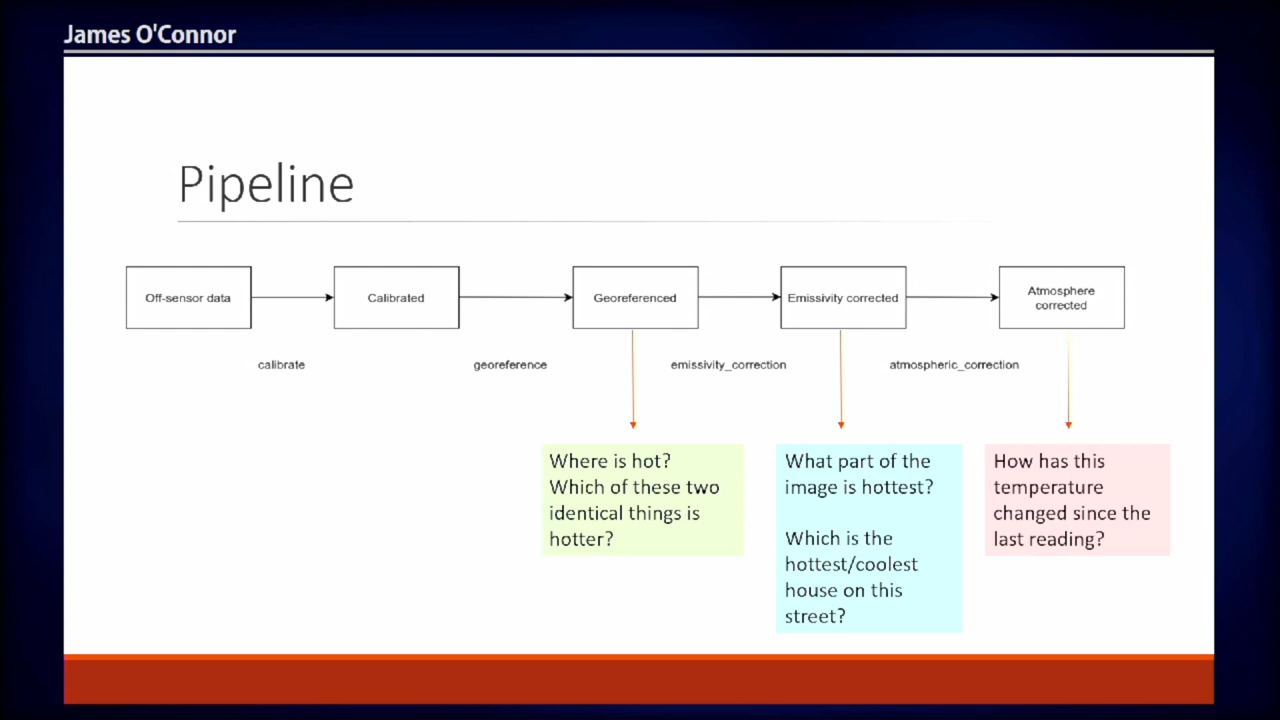 James O'Connor
Pipeline
Off-sensor data
Calibrated
Georeferenced
Emissivity corrected
Atmosphere
corrected
calibrate
georeference
emissivity_correction
atmospheric_correction
Where is hot?
Which of these two
identical things is
hotter?
What part of the
image is hottest?
Which is the
hottest/coolest
house on this
street?
How has this
temperature
changed since the
last reading?